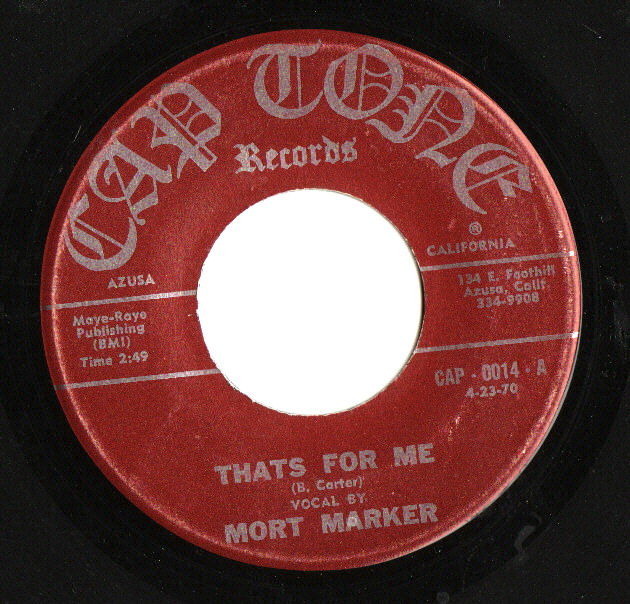 CAP TONE
Records
®
AZUSA
CALIFORNIA
Maye-Raye
Publishing
(BMI)
Time 2:49
134 E. Foothill
Azusa, Calif.
334-9908
CAP - 0014 - A
4-23-70
THATS FOR ME
(B. Carter)
VOCAL BY
MORT MARKER